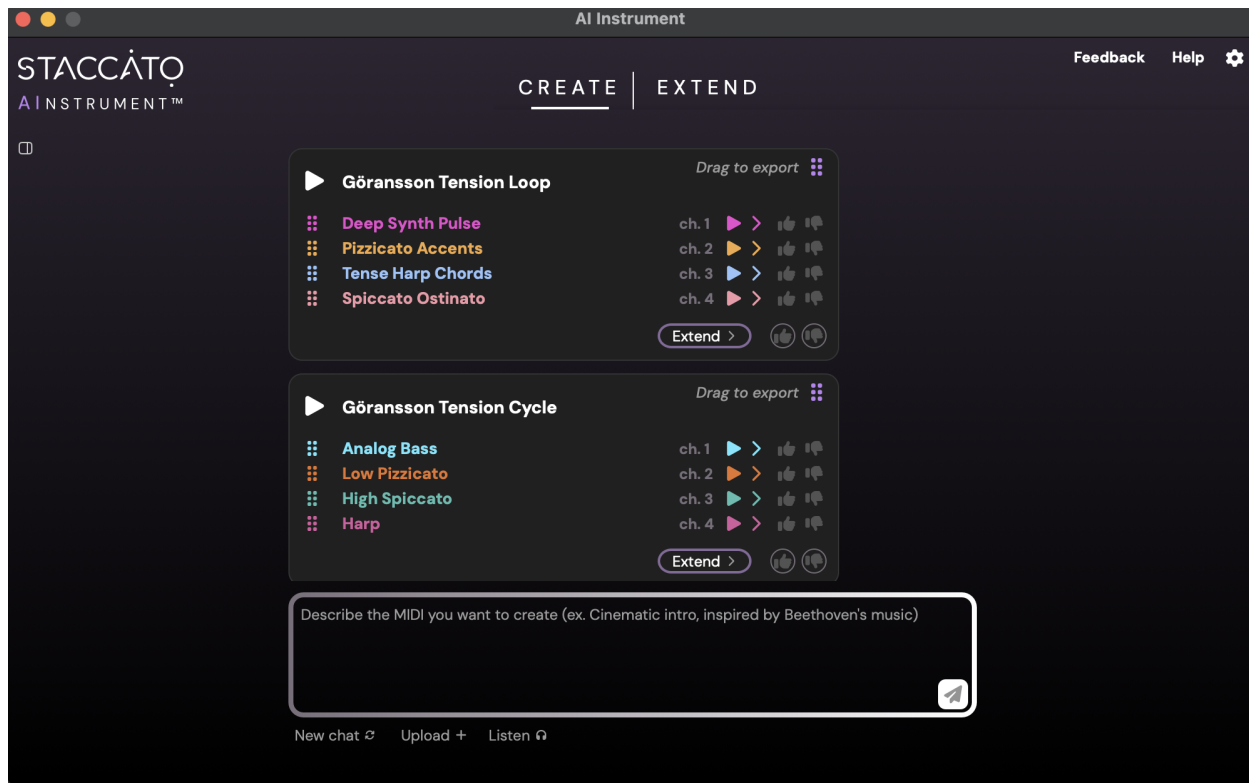 AI Instrument
STACCATO
AINSTRUMENT™
CREATE | EXTEND
Feedback Help
Drag to export
Göransson Tension Loop
Deep Synth Pulse ch. 1
Pizzicato Accents ch. 2
Tense Harp Chords ch. 3
Spiccato Ostinato ch. 4
Extend >
Drag to export
Göransson Tension Cycle
Analog Bass ch. 1
Low Pizzicato ch. 2
High Spiccato ch. 3
Harp ch. 4
Extend >
Describe the MIDI you want to create (ex. Cinematic intro, inspired by Beethoven's music)
New chat Upload + Listen